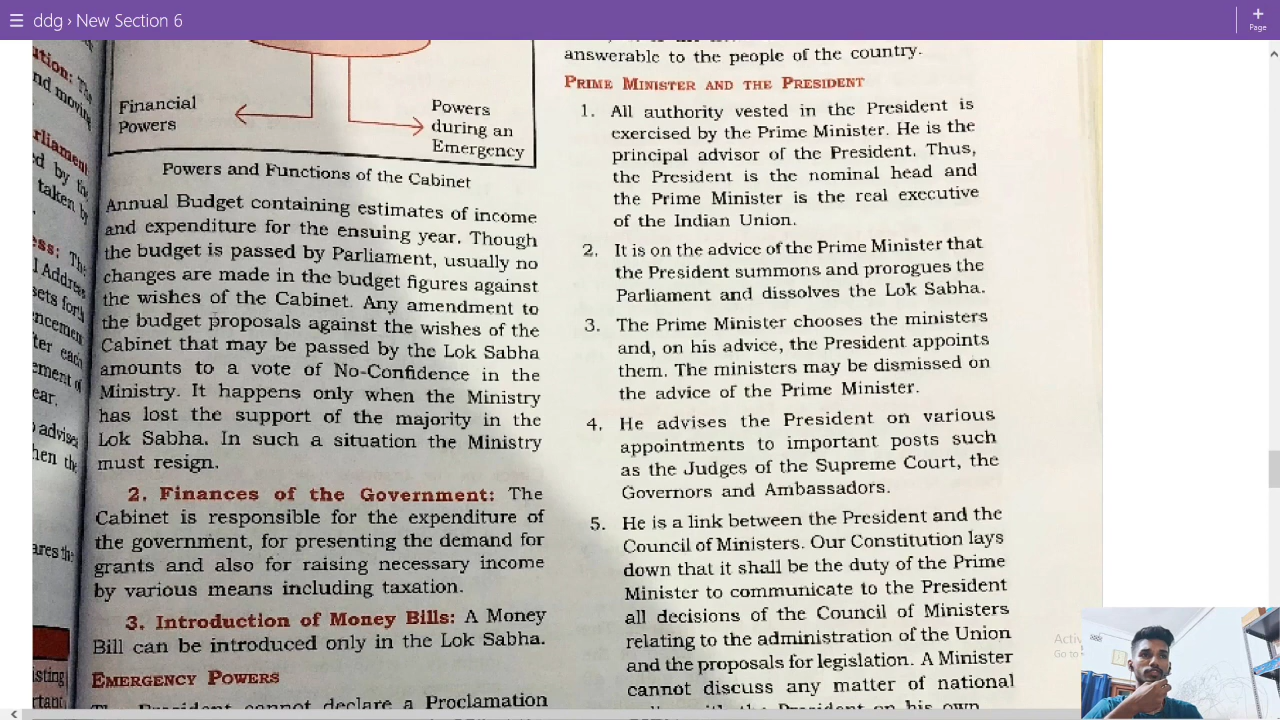 ddg › New Section 6
Page
Financial
Powers
Powers
during an
Emergency
Powers and Functions of the Cabinet
Annual Budget containing estimates of income
and expenditure for the ensuing year. Though
the budget is passed by Parliament, usually no
changes are made in the budget figures against
the wishes of the Cabinet. Any amendment to
the budget proposals against the wishes of the
Cabinet that may be passed by the Lok Sabha
amounts to a vote of No-Confidence in the
Ministry. It happens only when the Ministry
has lost the support of the majority in the
Lok Sabha. In such a situation the Ministry
must resign.
2. Finances of the Government: The
Cabinet is responsible for the expenditure of
the government, for presenting the demand for
grants and also for raising necessary income
by various means including taxation.
3. Introduction of Money Bills: A Money
Bill can be introduced only in the Lok Sabha.
EMERGENCY POWERS
President cannot declare a Proclamation
answerable to the people of the country.
PRIME MINISTER AND THE PRESIDENT
1. All authority vested in the President is
exercised by the Prime Minister. He is the
principal advisor of the President. Thus,
the President is the nominal head and
the Prime Minister is the real executive
of the Indian Union.
2. It is on the advice of the Prime Minister that
the President summons and prorogues the
Parliament and dissolves the Lok Sabha.
3. The Prime Minister chooses the ministers
and, on his advice, the President appoints
them. The ministers may be dismissed on
the advice of the Prime Minister.
4. He advises the President on various
appointments to important posts such
as the Judges of the Supreme Court, the
Governors and Ambassadors.
5. He is a link between the President and the
Council of Ministers. Our Constitution lays
down that it shall be the duty of the Prime
Minister to communicate to the President
all decisions of the Council of Ministers
relating to the administration of the Union
and the proposals for legislation. A Minister
cannot discuss any matter of national
President on his own